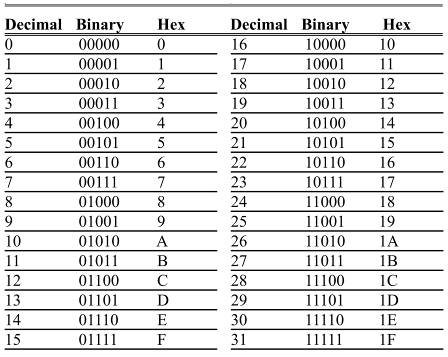 Decimal Binary Hex Decimal Binary Hex
0 00000 0 16 10000 10
1 00001 1 17 10001 11
2 00010 2 18 10010 12
3 00011 3 19 10011 13
4 00100 4 20 10100 14
5 00101 5 21 10101 15
6 00110 6 22 10110 16
7 00111 7 23 10111 17
8 01000 8 24 11000 18
9 01001 9 25 11001 19
10 01010 A 26 11010 1A
11 01011 B 27 11011 1B
12 01100 C 28 11100 1C
13 01101 D 29 11101 1D
14 01110 E 30 11110 1E
15 01111 F 31 11111 1F